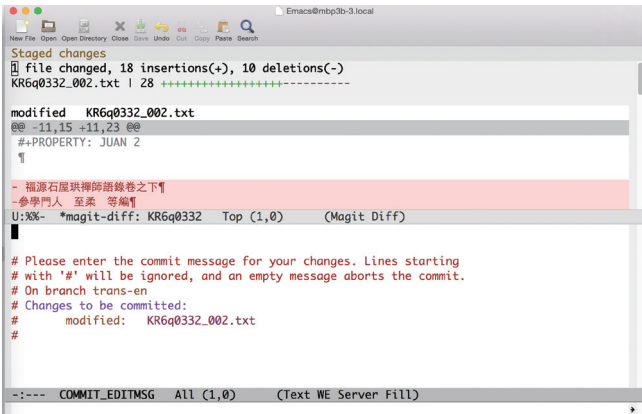 Emacs@mbp3b-3.local
New File Open Open Directory Close Save Undo Cut Copy Paste Search
Staged changes
1 file changed, 18 insertions(+), 10 deletions(-)
KR6q0332_002.txt | 28 ++++++++++++++++++----------
modified   KR6q0332_002.txt
@@ -11,15 +11,23 @@
 #+PROPERTY: JUAN 2
 ¶
- 福源石屋珙禪師語錄卷之下¶
-參學門人　至柔　等編¶
U:%%-  *magit-diff: KR6q0332   Top (1,0)      (Magit Diff)
# Please enter the commit message for your changes. Lines starting
# with '#' will be ignored, and an empty message aborts the commit.
# On branch trans-en
# Changes to be committed:
#       modified:   KR6q0332_002.txt
#
-:---  COMMIT_EDITMSG   All (1,0)      (Text WE Server Fill)